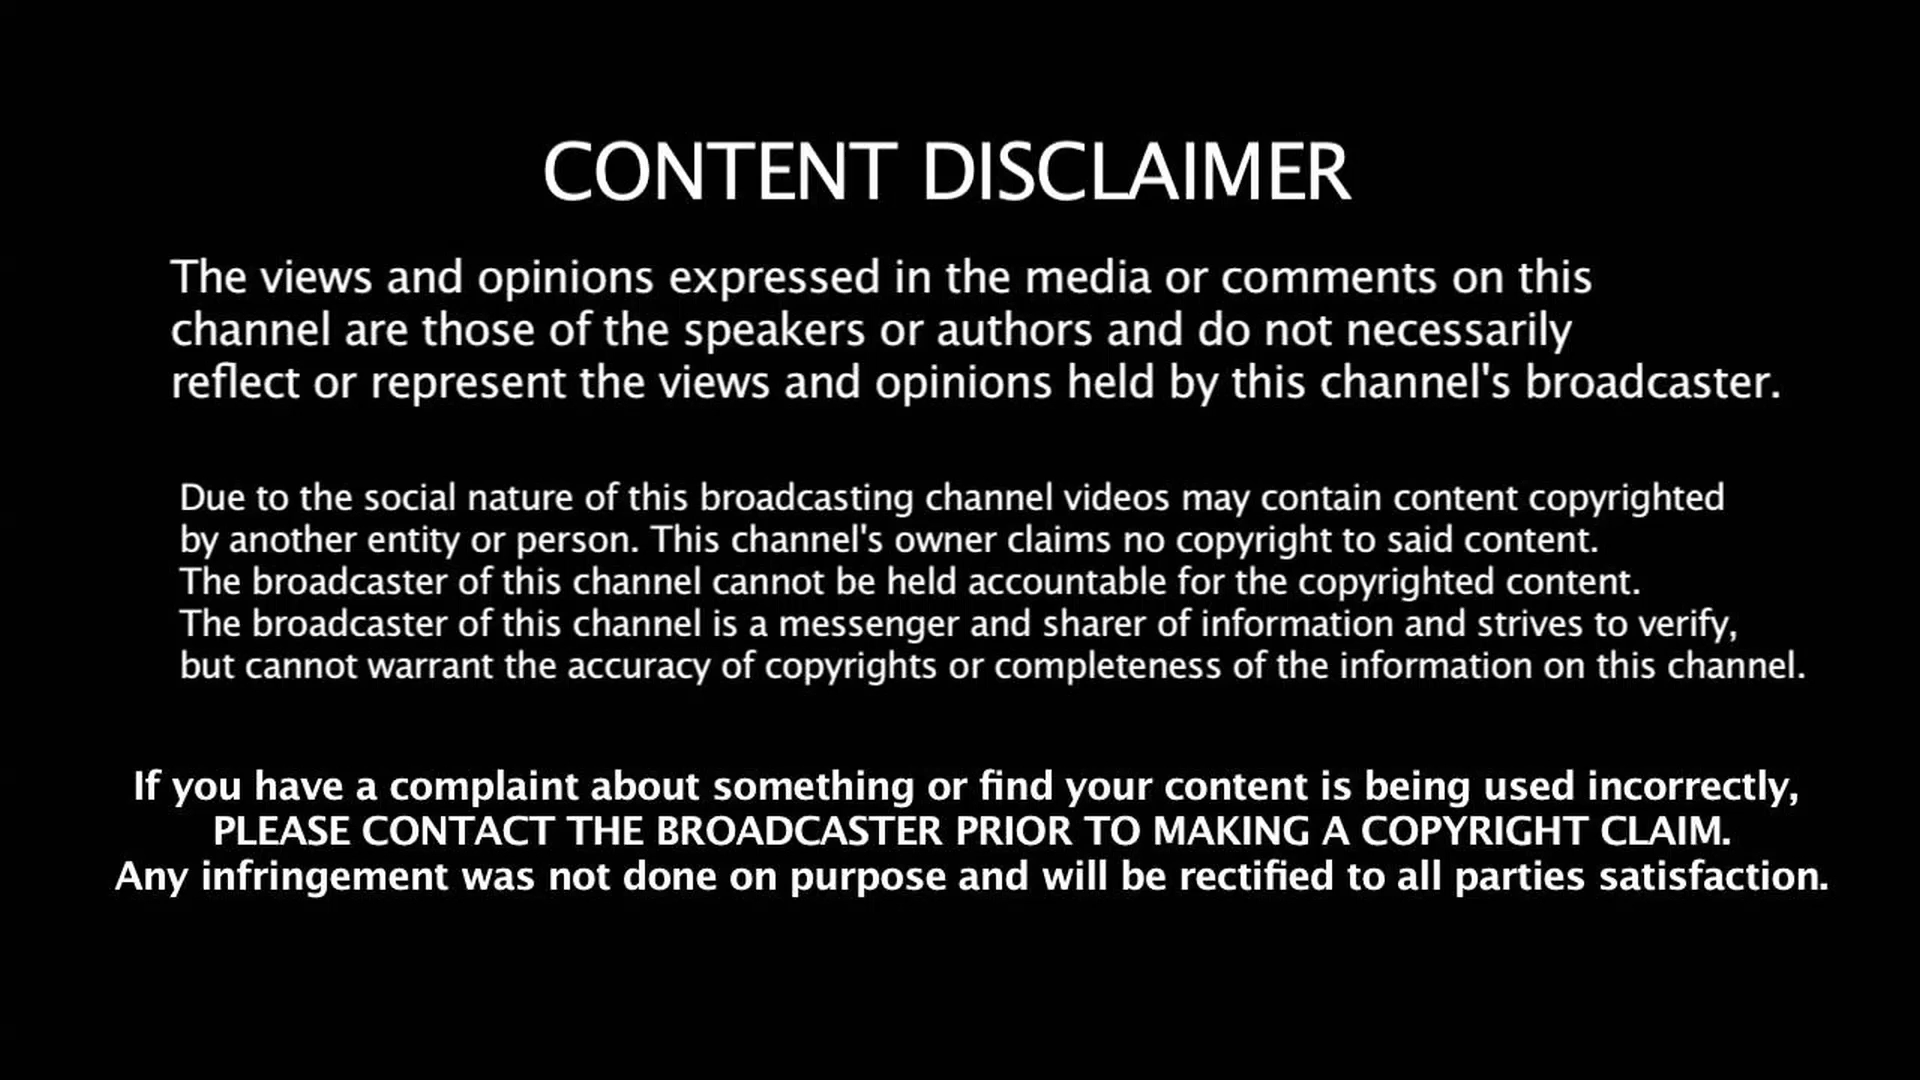 CONTENT DISCLAIMER
The views and opinions expressed in the media or comments on this
channel are those of the speakers or authors and do not necessarily
reflect or represent the views and opinions held by this channel's broadcaster.
Due to the social nature of this broadcasting channel videos may contain content copyrighted
by another entity or person. This channel's owner claims no copyright to said content.
The broadcaster of this channel cannot be held accountable for the copyrighted content.
The broadcaster of this channel is a messenger and sharer of information and strives to verify,
but cannot warrant the accuracy of copyrights or completeness of the information on this channel.
If you have a complaint about something or find your content is being used incorrectly,
PLEASE CONTACT THE BROADCASTER PRIOR TO MAKING A COPYRIGHT CLAIM.
Any infringement was not done on purpose and will be rectified to all parties satisfaction.